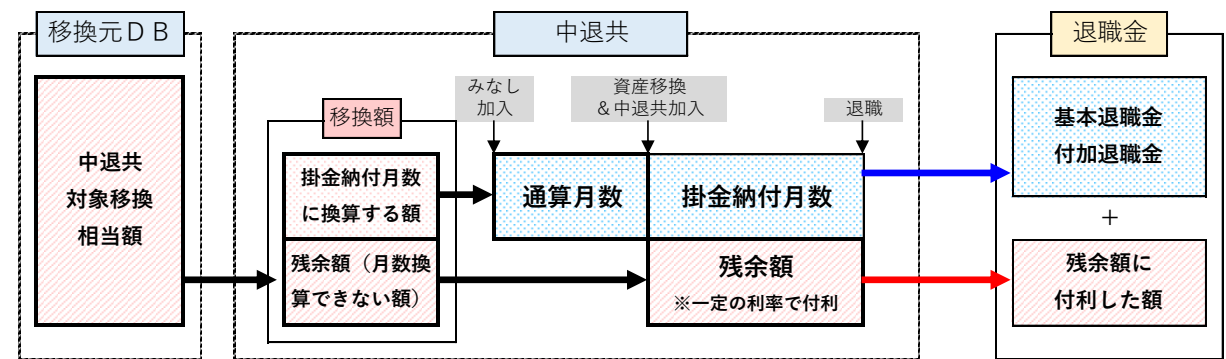 移換元ＤＢ
中退共
対象移換
相当額
中退共
移換額
掛金納付月数
に換算する額
残余額（月数換
算できない額）
みなし
加入
資産移換
＆中退共加入
退職
通算月数
掛金納付月数
残余額
※一定の利率で付利
退職金
基本退職金
付加退職金
＋
残余額に
付利した額